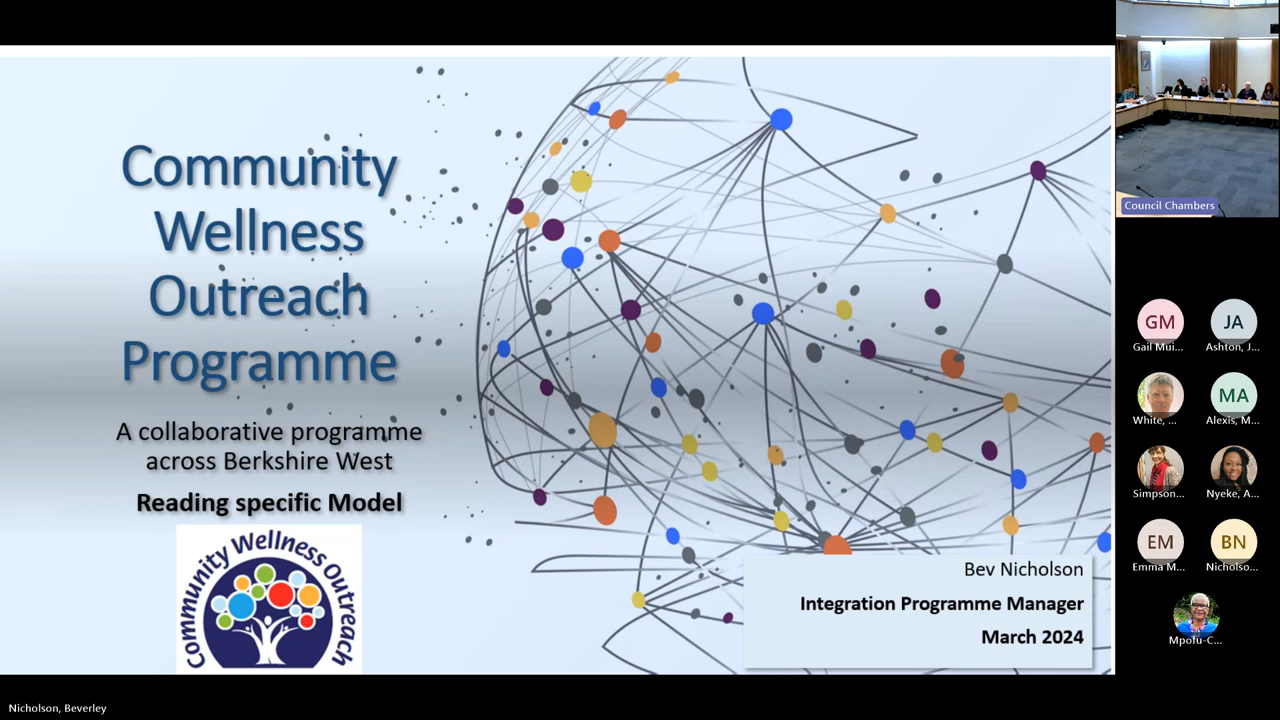 Community
Wellness
Outreach
Programme
A collaborative programme
across Berkshire West
Reading specific Model
Community Wellness Outreach
Bev Nicholson
Integration Programme Manager
March 2024
Council Chambers
GM
Gail Mui...
JA
Ashton, J...
White, ...
MA
Alexis, M...
Simpson...
Nyeke, A...
EM
Emma M...
BN
Nicholso...
Mpofu-C...
Nicholson, Beverley